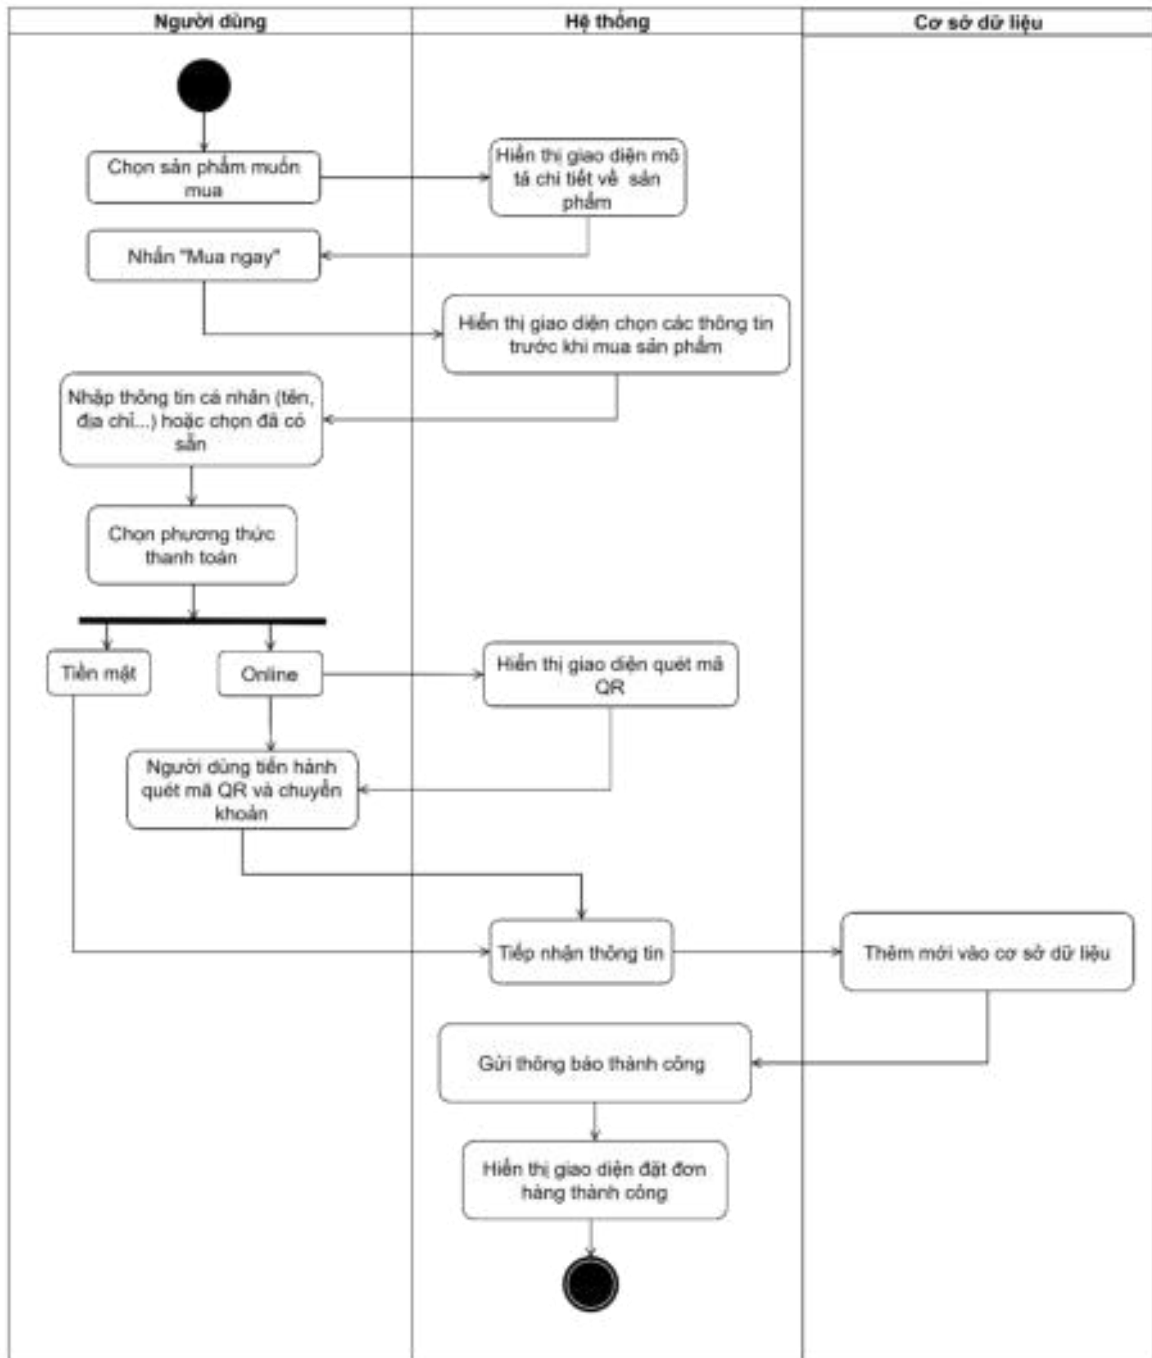 Người dùng
Hệ thống
Cơ sở dữ liệu
Chọn sản phẩm muốn
mua
Hiển thị giao diện mô
tả chi tiết về sản
phẩm
Nhấn "Mua ngay"
Hiển thị giao diện chọn các thông tin
trước khi mua sản phẩm
Nhập thông tin cá nhân (tên,
địa chỉ...) hoặc chọn đã có
sẵn
Chọn phương thức
thanh toán
Tiền mặt
Online
Hiển thị giao diện quét mã
QR
Người dùng tiến hành
quét mã QR và chuyển
khoản
Tiếp nhận thông tin
Thêm mới vào cơ sở dữ liệu
Gửi thông báo thành công
Hiển thị giao diện đặt đơn
hàng thành công